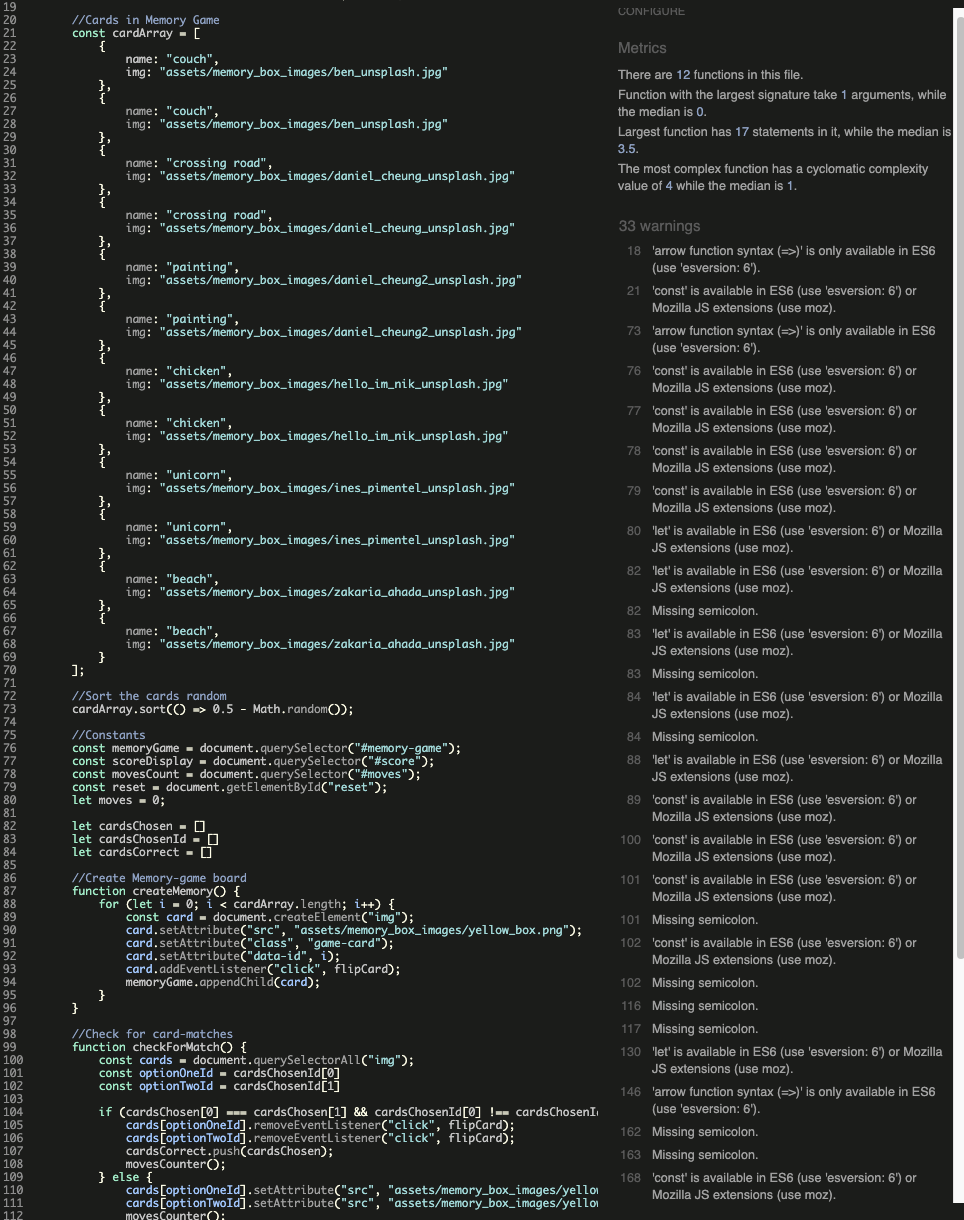 19
20 //Cards in Memory Game
21 const cardArray = [
22 {
23 name: "couch",
24 img: "assets/memory_box_images/ben_unsplash.jpg"
25 },
26 {
27 name: "couch",
28 img: "assets/memory_box_images/ben_unsplash.jpg"
29 },
30 {
31 name: "crossing road",
32 img: "assets/memory_box_images/daniel_cheung_unsplash.jpg"
33 },
34 {
35 name: "crossing road",
36 img: "assets/memory_box_images/daniel_cheung_unsplash.jpg"
37 },
38 {
39 name: "painting",
40 img: "assets/memory_box_images/daniel_cheung2_unsplash.jpg"
41 },
42 {
43 name: "painting",
44 img: "assets/memory_box_images/daniel_cheung2_unsplash.jpg"
45 },
46 {
47 name: "chicken",
48 img: "assets/memory_box_images/hello_im_nik_unsplash.jpg"
49 },
50 {
51 name: "chicken",
52 img: "assets/memory_box_images/hello_im_nik_unsplash.jpg"
53 },
54 {
55 name: "unicorn",
56 img: "assets/memory_box_images/ines_pimentel_unsplash.jpg"
57 },
58 {
59 name: "unicorn",
60 img: "assets/memory_box_images/ines_pimentel_unsplash.jpg"
61 },
62 {
63 name: "beach",
64 img: "assets/memory_box_images/zakaria_ahada_unsplash.jpg"
65 },
66 {
67 name: "beach",
68 img: "assets/memory_box_images/zakaria_ahada_unsplash.jpg"
69 }
70 ];
71
72 //Sort the cards random
73 cardArray.sort(() => 0.5 - Math.random());
74
75 //Constants
76 const memoryGame = document.querySelector("#memory-game");
77 const scoreDisplay = document.querySelector("#score");
78 const movesCount = document.querySelector("#moves");
79 const reset = document.getElementById("reset");
80 let moves = 0;
81
82 let cardsChosen = []
83 let cardsChosenId = []
84 let cardsCorrect = []
85
86 //Create Memory-game board
87 function createMemory() {
88 for (let i = 0; i < cardArray.length; i++) {
89 const card = document.createElement("img");
90 card.setAttribute("src", "assets/memory_box_images/yellow_box.png");
91 card.setAttribute("class", "game-card");
92 card.setAttribute("data-id", i);
93 card.addEventListener("click", flipCard);
94 memoryGame.appendChild(card);
95 }
96 }
97
98 //Check for card-matches
99 function checkForMatch() {
100 const cards = document.querySelectorAll("img");
101 const optionOneId = cardsChosenId[0]
102 const optionTwoId = cardsChosenId[1]
103
104 if (cardsChosen[0] === cardsChosen[1] && cardsChosenId[0] !== cardsChosenI
105 cards[optionOneId].removeEventListener("click", flipCard);
106 cards[optionTwoId].removeEventListener("click", flipCard);
107 cardsCorrect.push(cardsChosen);
108 movesCounter();
109 } else {
110 cards[optionOneId].setAttribute("src", "assets/memory_box_images/yellow
111 cards[optionTwoId].setAttribute("src", "assets/memory_box_images/yellow
112 movesCounter();
CONFIGURE
Metrics
There are 12 functions in this file.
Function with the largest signature take 1 arguments, while
the median is 0.
Largest function has 17 statements in it, while the median is
3.5.
The most complex function has a cyclomatic complexity
value of 4 while the median is 1.
33 warnings
18 'arrow function syntax (=>)' is only available in ES6
(use 'esversion: 6').
21 'const' is available in ES6 (use 'esversion: 6') or
Mozilla JS extensions (use moz).
73 'arrow function syntax (=>)' is only available in ES6
(use 'esversion: 6').
76 'const' is available in ES6 (use 'esversion: 6') or
Mozilla JS extensions (use moz).
77 'const' is available in ES6 (use 'esversion: 6') or
Mozilla JS extensions (use moz).
78 'const' is available in ES6 (use 'esversion: 6') or
Mozilla JS extensions (use moz).
79 'const' is available in ES6 (use 'esversion: 6') or
Mozilla JS extensions (use moz).
80 'let' is available in ES6 (use 'esversion: 6') or Mozilla
JS extensions (use moz).
82 'let' is available in ES6 (use 'esversion: 6') or Mozilla
JS extensions (use moz).
82 Missing semicolon.
83 'let' is available in ES6 (use 'esversion: 6') or Mozilla
JS extensions (use moz).
83 Missing semicolon.
84 'let' is available in ES6 (use 'esversion: 6') or Mozilla
JS extensions (use moz).
84 Missing semicolon.
88 'let' is available in ES6 (use 'esversion: 6') or Mozilla
JS extensions (use moz).
89 'const' is available in ES6 (use 'esversion: 6') or
Mozilla JS extensions (use moz).
100 'const' is available in ES6 (use 'esversion: 6') or
Mozilla JS extensions (use moz).
101 'const' is available in ES6 (use 'esversion: 6') or
Mozilla JS extensions (use moz).
101 Missing semicolon.
102 'const' is available in ES6 (use 'esversion: 6') or
Mozilla JS extensions (use moz).
102 Missing semicolon.
116 Missing semicolon.
117 Missing semicolon.
130 'let' is available in ES6 (use 'esversion: 6') or Mozilla
JS extensions (use moz).
146 'arrow function syntax (=>)' is only available in ES6
(use 'esversion: 6').
162 Missing semicolon.
163 Missing semicolon.
168 'const' is available in ES6 (use 'esversion: 6') or
Mozilla JS extensions (use moz).